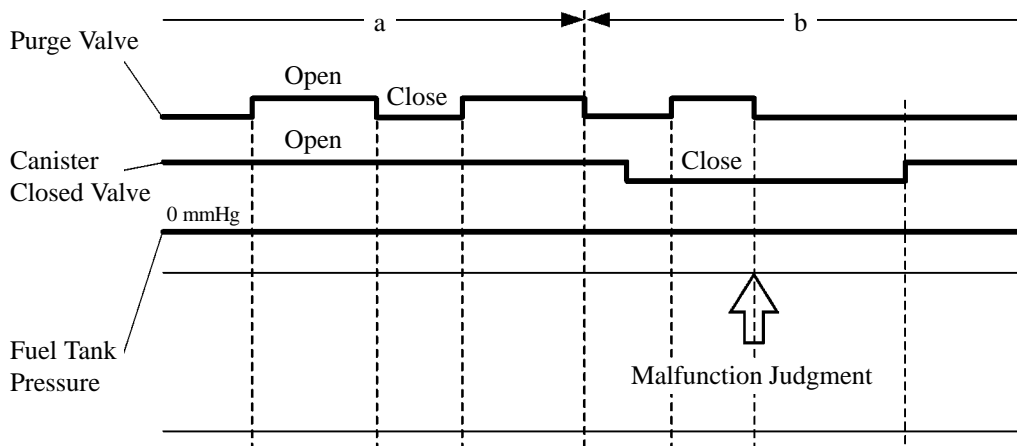 a
b
Purge Valve
Open
Close
Open
Canister
Closed Valve
Close
0 mmHg
Fuel Tank
Pressure
Malfunction Judgment